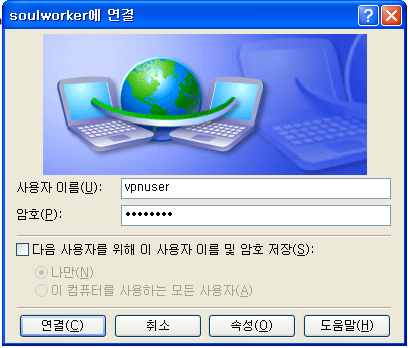 soulworker에 연결
사용자 이름(U): vpnuser
암호(P): ••••••••
다음 사용자를 위해 이 사용자 이름 및 암호 저장(S):
나만(N)
이 컴퓨터를 사용하는 모든 사용자(A)
연결(C) 취소 속성(O) 도움말(H)